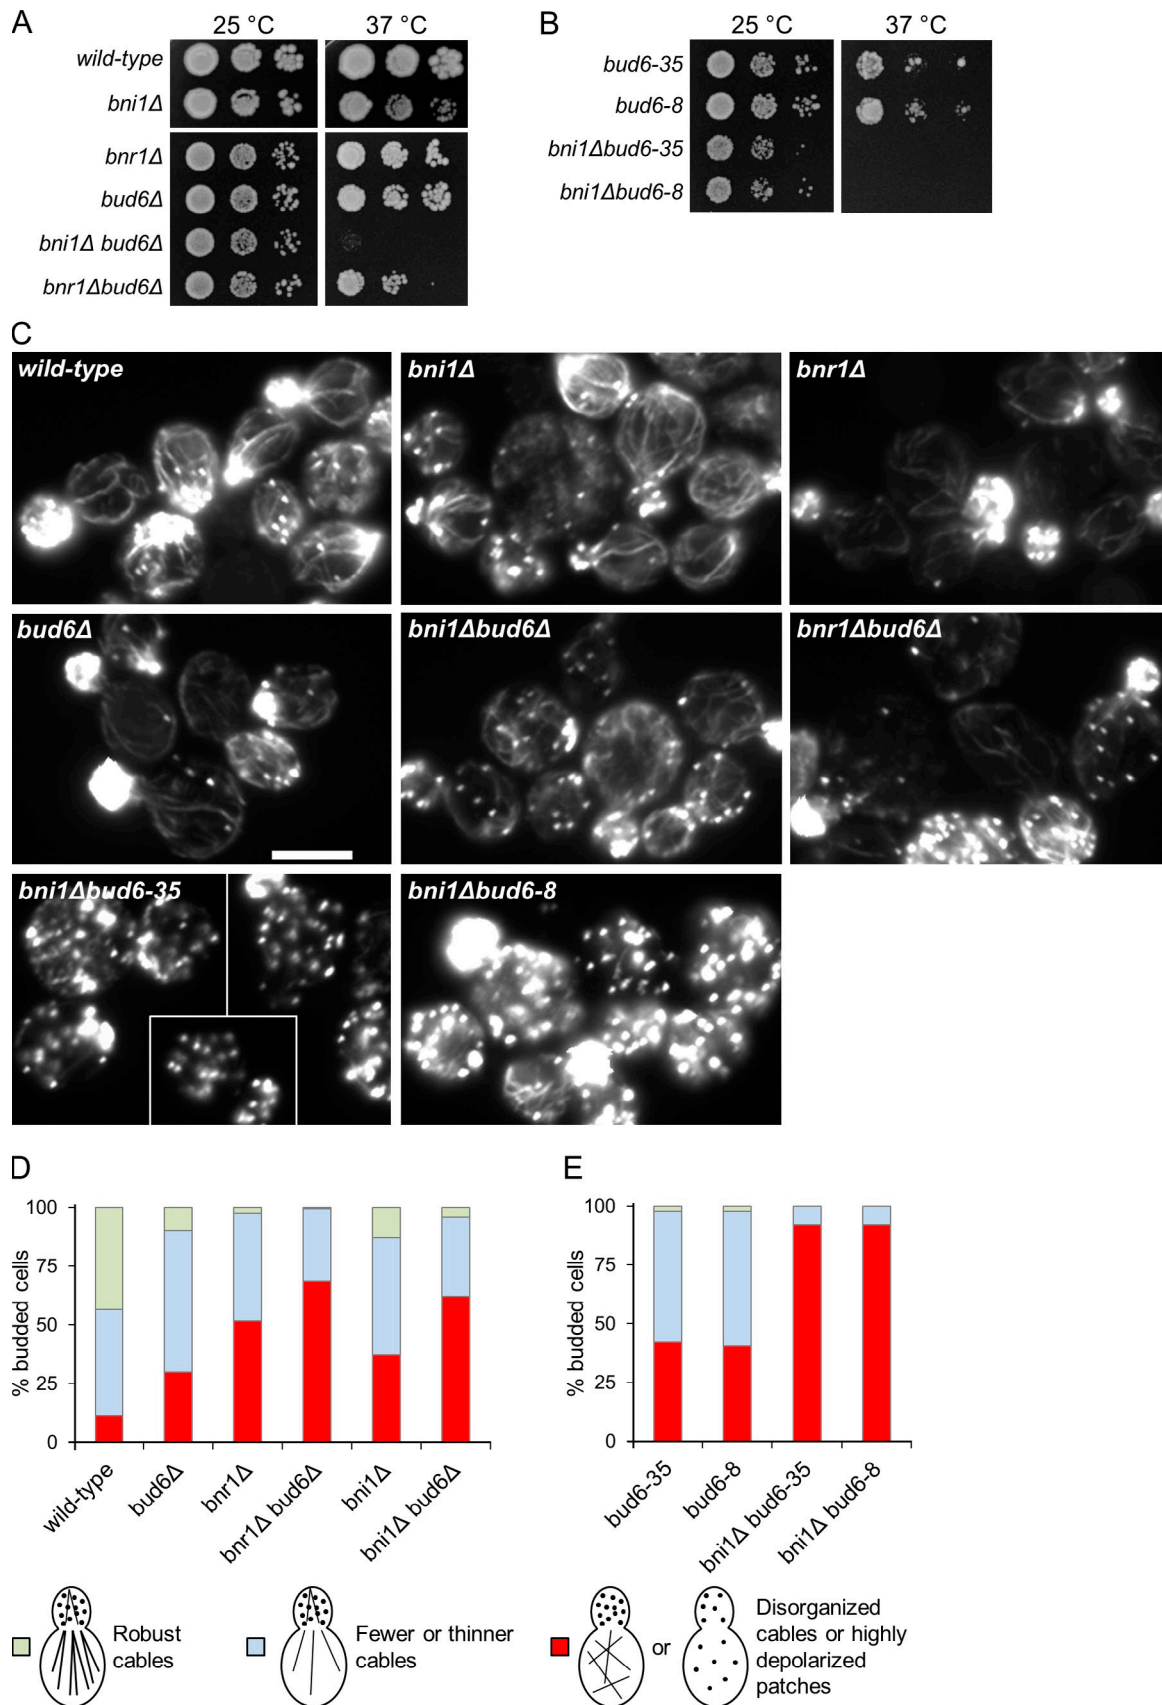 A
25 °C
37 °C
wild-type
bni1Δ
bnr1Δ
bud6Δ
bni1Δ bud6Δ
bnr1Δbud6Δ
B
25 °C
37 °C
bud6-35
bud6-8
bni1Δbud6-35
bni1Δbud6-8
C
wild-type
bni1Δ
bnr1Δ
bud6Δ
bni1Δbud6Δ
bnr1Δbud6Δ
bni1Δbud6-35
bni1Δbud6-8
D
% budded cells
100
75
50
25
0
wild-type
bud6Δ
bnr1Δ
bnr1Δ bud6Δ
bni1Δ
bni1Δ bud6Δ
E
% budded cells
100
75
50
25
0
bud6-35
bud6-8
bni1Δ bud6-35
bni1Δ bud6-8
Robust
cables
Fewer or thinner
cables
or
Disorganized
cables or highly
depolarized
patches